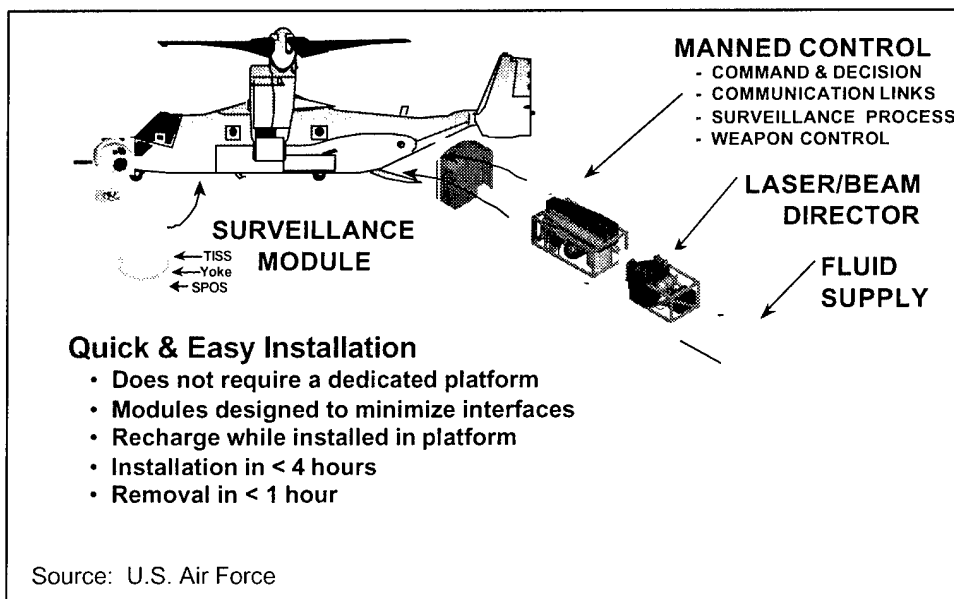 MANNED CONTROL
- COMMAND & DECISION
- COMMUNICATION LINKS
- SURVEILLANCE PROCESS
- WEAPON CONTROL
LASER/BEAM
DIRECTOR
FLUID
SUPPLY
SURVEILLANCE
MODULE
TISS
Yoke
SPOS
Quick & Easy Installation
• Does not require a dedicated platform
• Modules designed to minimize interfaces
• Recharge while installed in platform
• Installation in < 4 hours
• Removal in < 1 hour
Source: U.S. Air Force